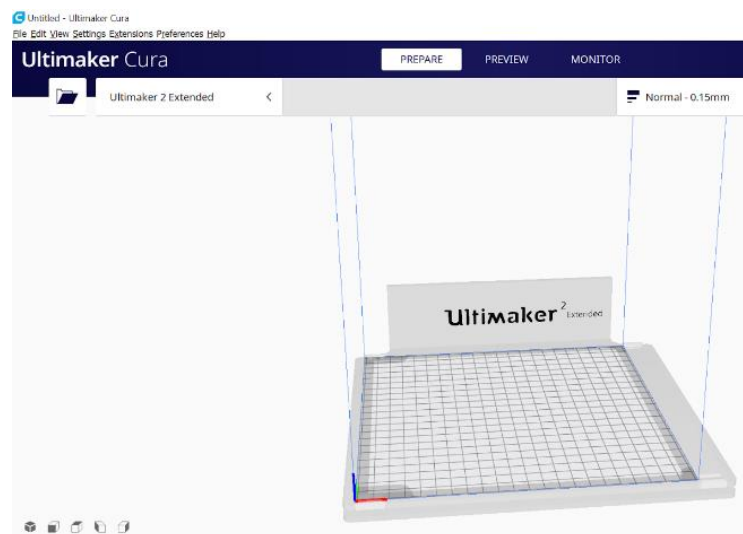 Untitled - Ultimaker Cura
File Edit View Settings Extensions Preferences Help
Ultimaker Cura
PREPARE PREVIEW MONITOR
Ultimaker 2 Extended
Normal - 0.15mm
Ultimaker 2 Extended